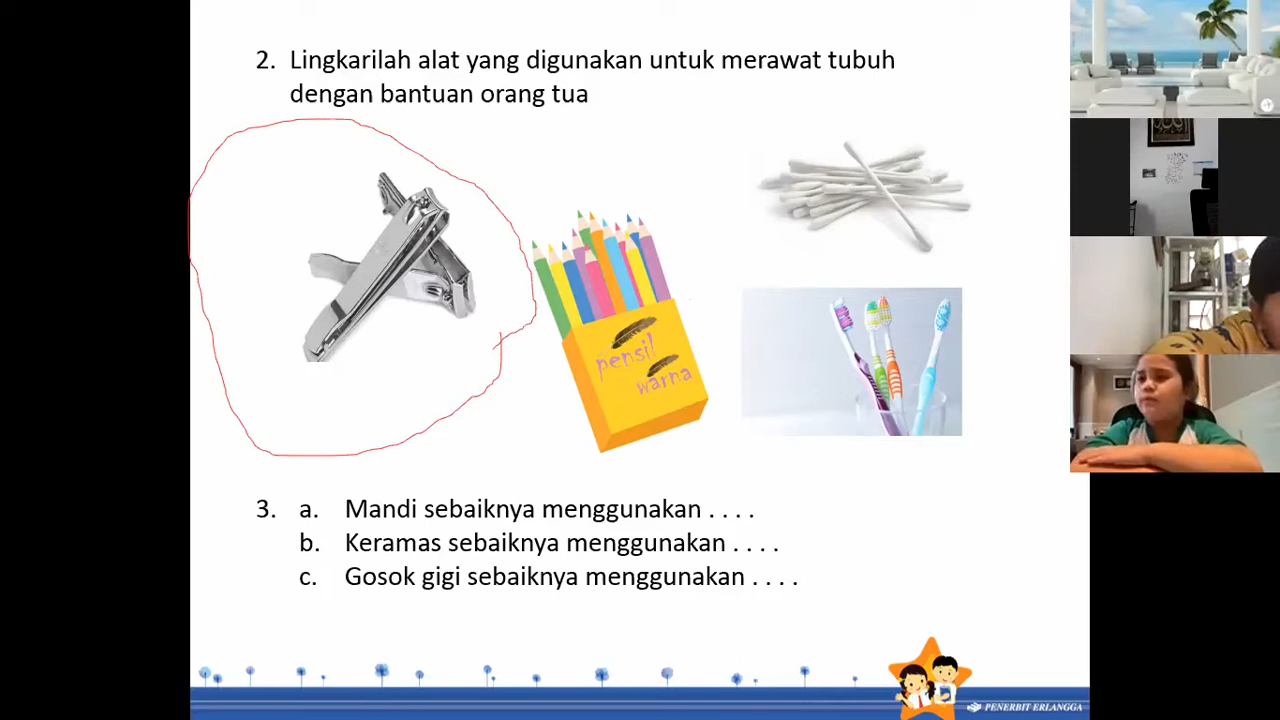 2. Lingkarilah alat yang digunakan untuk merawat tubuh
dengan bantuan orang tua
pensil
warna
3. a. Mandi sebaiknya menggunakan . . . .
b. Keramas sebaiknya menggunakan . . . .
c. Gosok gigi sebaiknya menggunakan . . . .
PENERBIT ERLANGGA